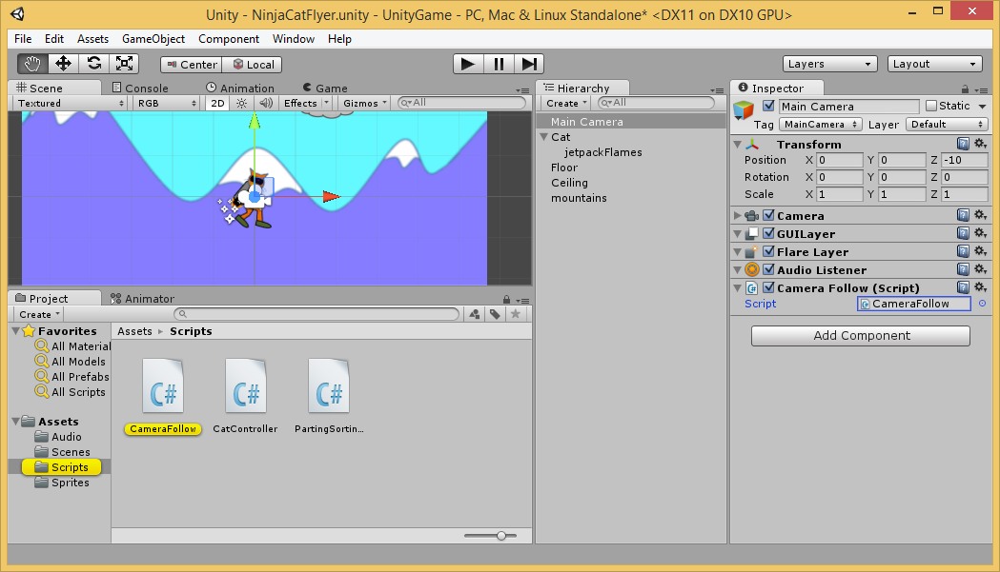 Unity - NinjaCatFlyer.unity - UnityGame - PC, Mac & Linux Standalone* <DX11 on DX10 GPU>
File Edit Assets GameObject Component Window Help
Center Local Layers Layout
Scene Console Animation Game
Textured RGB 2D Effects Gizmos All
Hierarchy
Create All
Main Camera
Cat
jetpackFlames
Floor
Ceiling
mountains
Inspector
Main Camera Static
Tag MainCamera Layer Default
Transform
Position X 0 Y 0 Z -10
Rotation X 0 Y 0 Z 0
Scale X 1 Y 1 Z 1
Camera
GUILayer
Flare Layer
Audio Listener
Camera Follow (Script)
Script CameraFollow
Add Component
Project Animator
Create
Favorites
All Material
All Models
All Prefabs
All Scripts
Assets
Audio
Scenes
Scripts
Sprites
Assets Scripts
C# C# C#
CameraFollow CatController PartingSortin...